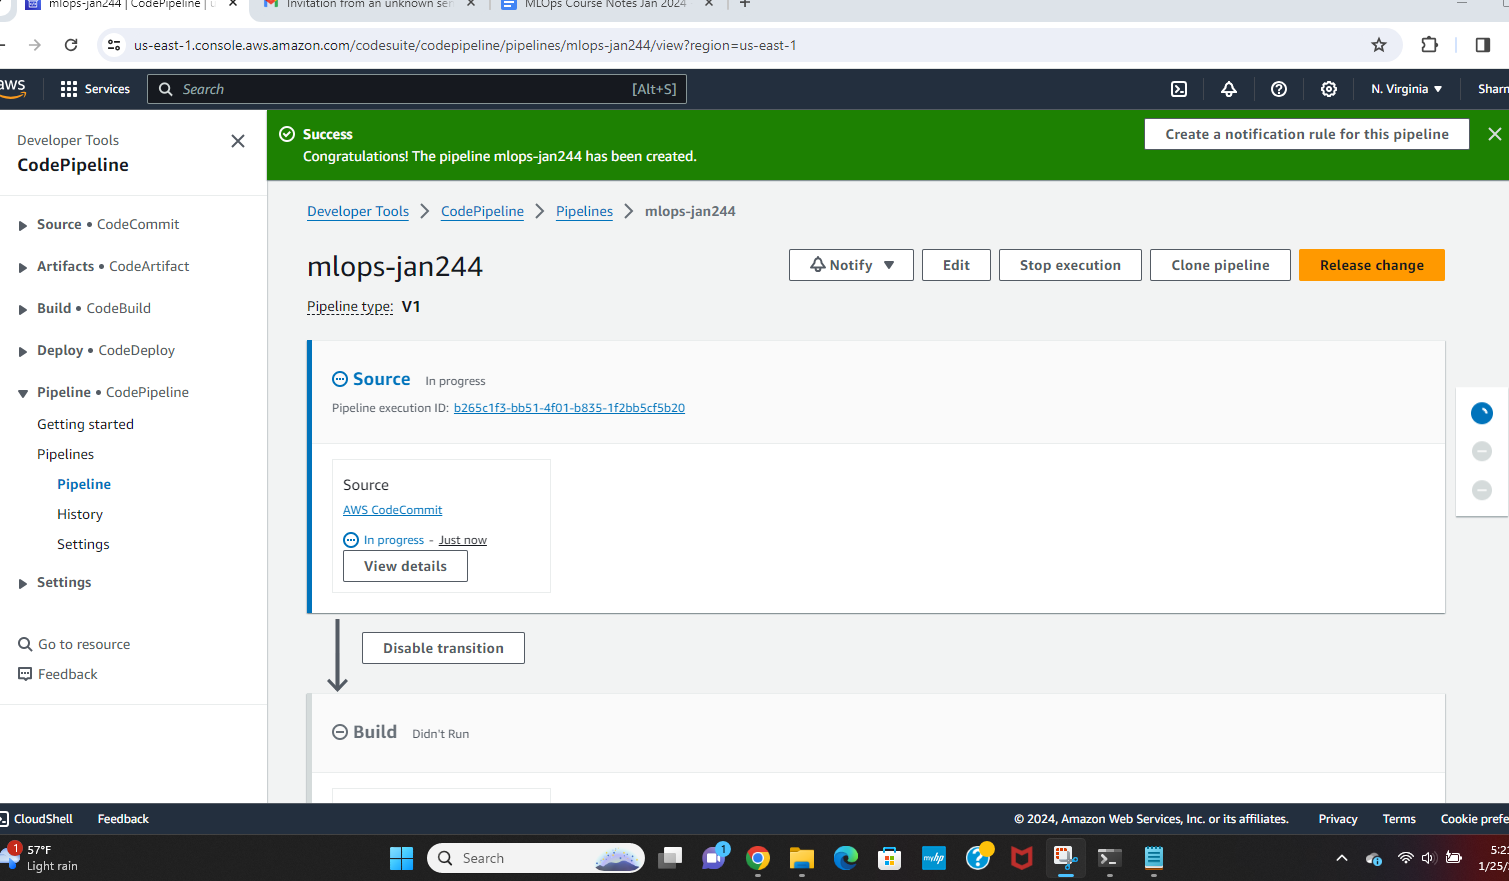 mlops-jan244 | CodePipeline | u
Invitation from an unknown sen
MLOps Course Notes Jan 2024
us-east-1.console.aws.amazon.com/codesuite/codepipeline/pipelines/mlops-jan244/view?region=us-east-1
aws
Services
Search
[Alt+S]
N. Virginia
Sharm
Developer Tools
CodePipeline
Success
Congratulations! The pipeline mlops-jan244 has been created.
Create a notification rule for this pipeline
Source • CodeCommit
Artifacts • CodeArtifact
Build • CodeBuild
Deploy • CodeDeploy
Pipeline • CodePipeline
Getting started
Pipelines
Pipeline
History
Settings
Settings
Go to resource
Feedback
Developer Tools
CodePipeline
Pipelines
mlops-jan244
mlops-jan244
Notify
Edit
Stop execution
Clone pipeline
Release change
Pipeline type: V1
Source In progress
Pipeline execution ID: b265c1f3-bb51-4f01-b835-1f2bb5cf5b20
Source
AWS CodeCommit
In progress - Just now
View details
Disable transition
Build Didn't Run
CloudShell
Feedback
© 2024, Amazon Web Services, Inc. or its affiliates.
Privacy
Terms
Cookie prefe
1
57°F
Light rain
Search
1
myhp
5:2
1/25/